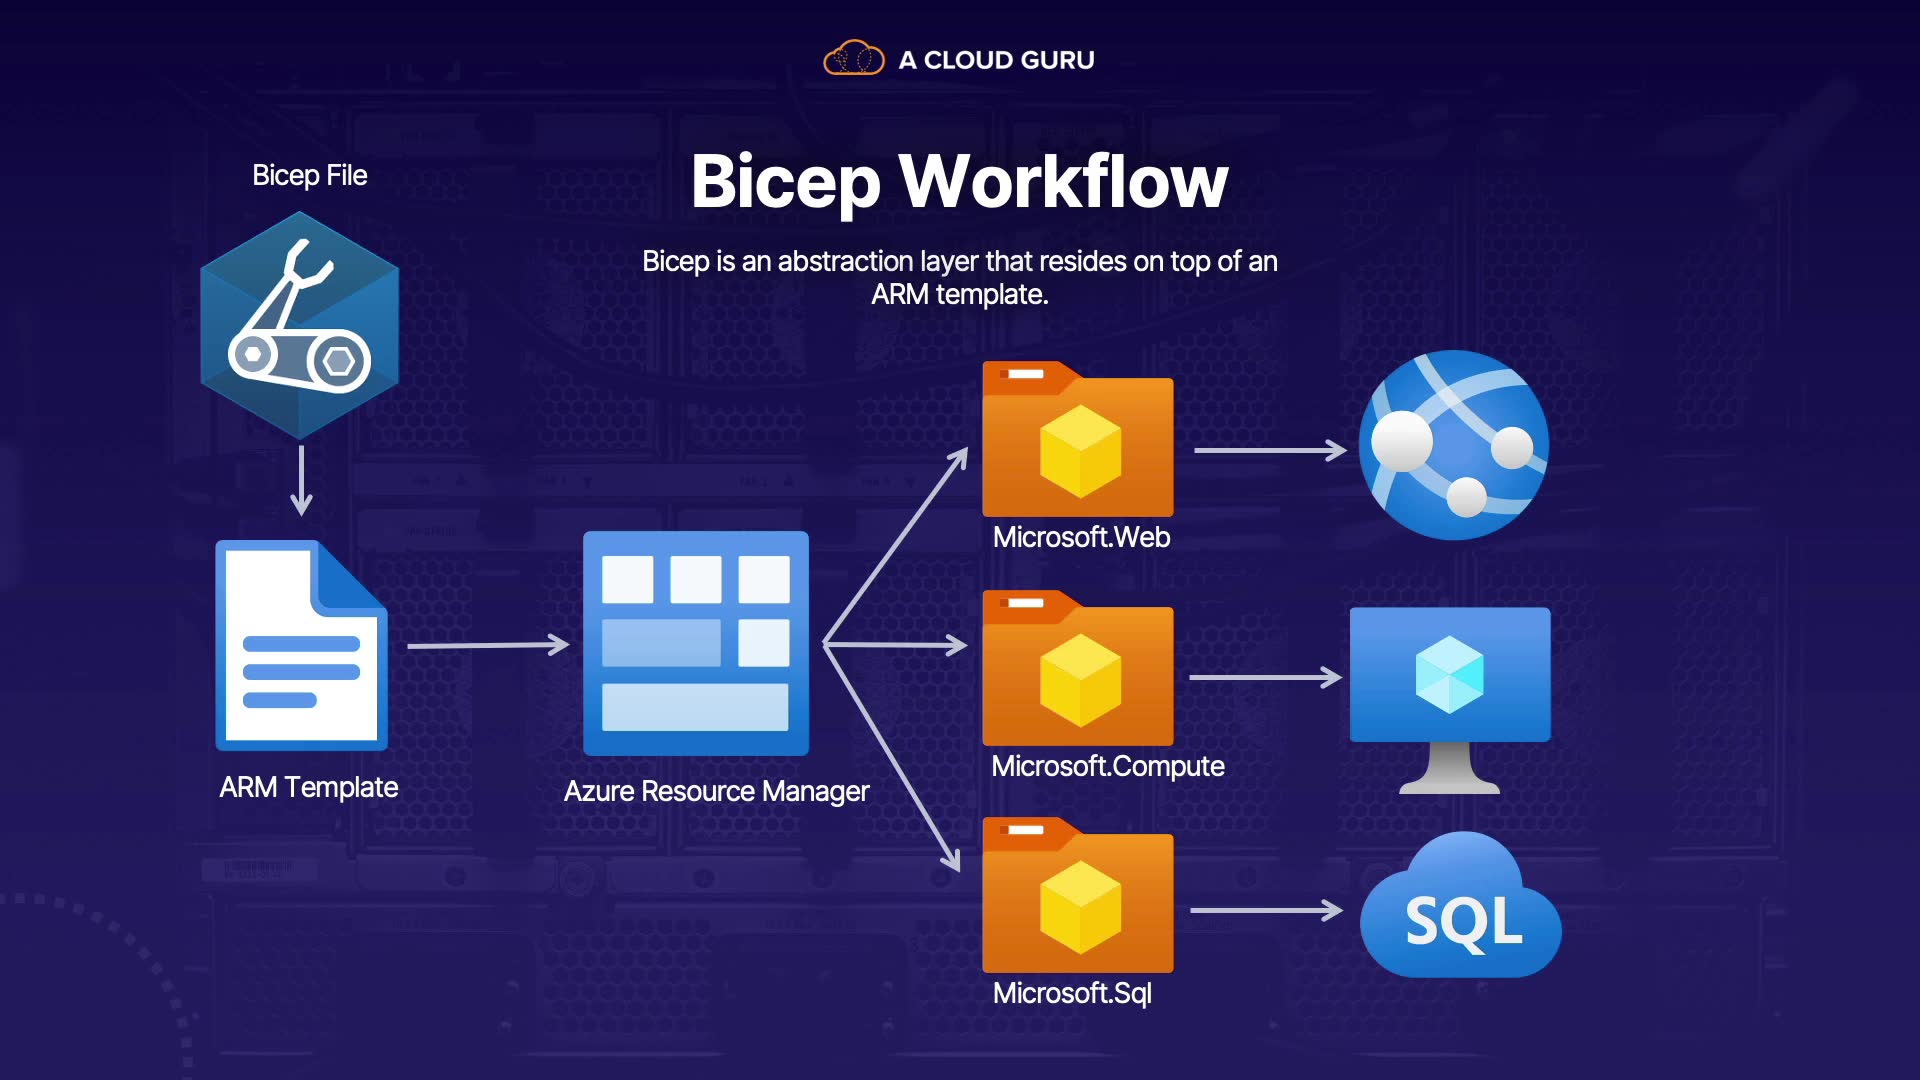 A CLOUD GURU
Bicep File
Bicep Workflow
Bicep is an abstraction layer that resides on top of an
ARM template.
Microsoft.Web
ARM Template
Azure Resource Manager
Microsoft.Compute
SQL
Microsoft.Sql